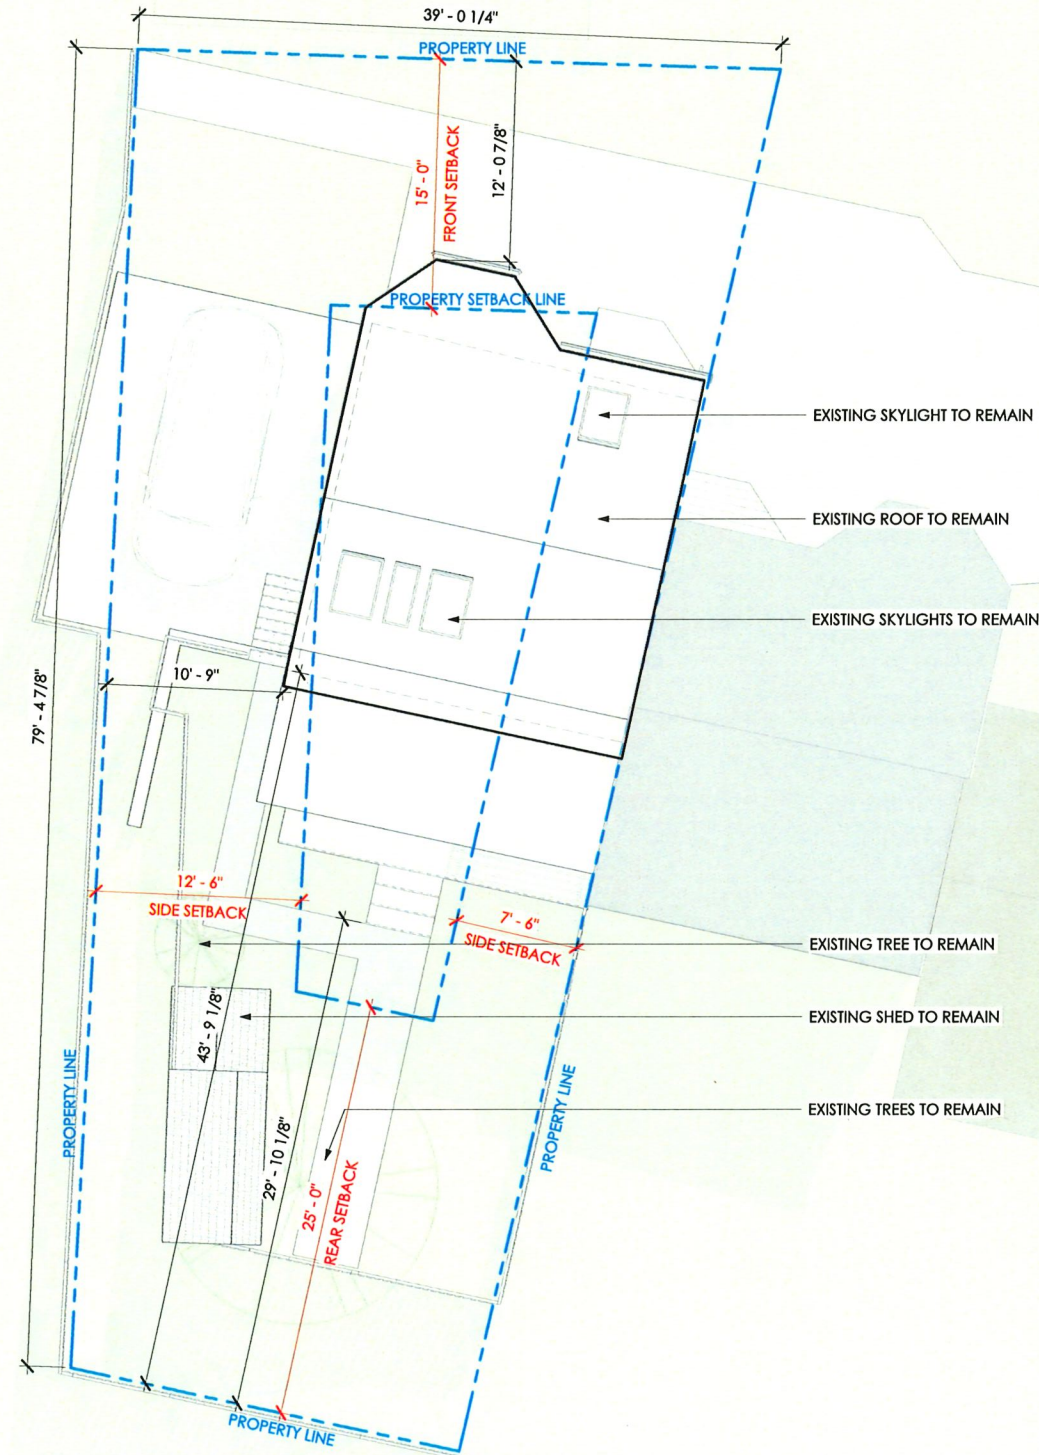 39' - 0 1/4"
PROPERTY LINE
15' - 0"
FRONT SETBACK
12' - 0 7/8"
PROPERTY SETBACK LINE
EXISTING SKYLIGHT TO REMAIN
EXISTING ROOF TO REMAIN
EXISTING SKYLIGHTS TO REMAIN
79' - 4 7/8"
10' - 9"
12' - 6"
SIDE SETBACK
7' - 6"
SIDE SETBACK
EXISTING TREE TO REMAIN
EXISTING SHED TO REMAIN
43' - 9 1/8"
PROPERTY LINE
PROPERTY LINE
EXISTING TREES TO REMAIN
29' - 10 1/8"
25' - 0"
REAR SETBACK
PROPERTY LINE